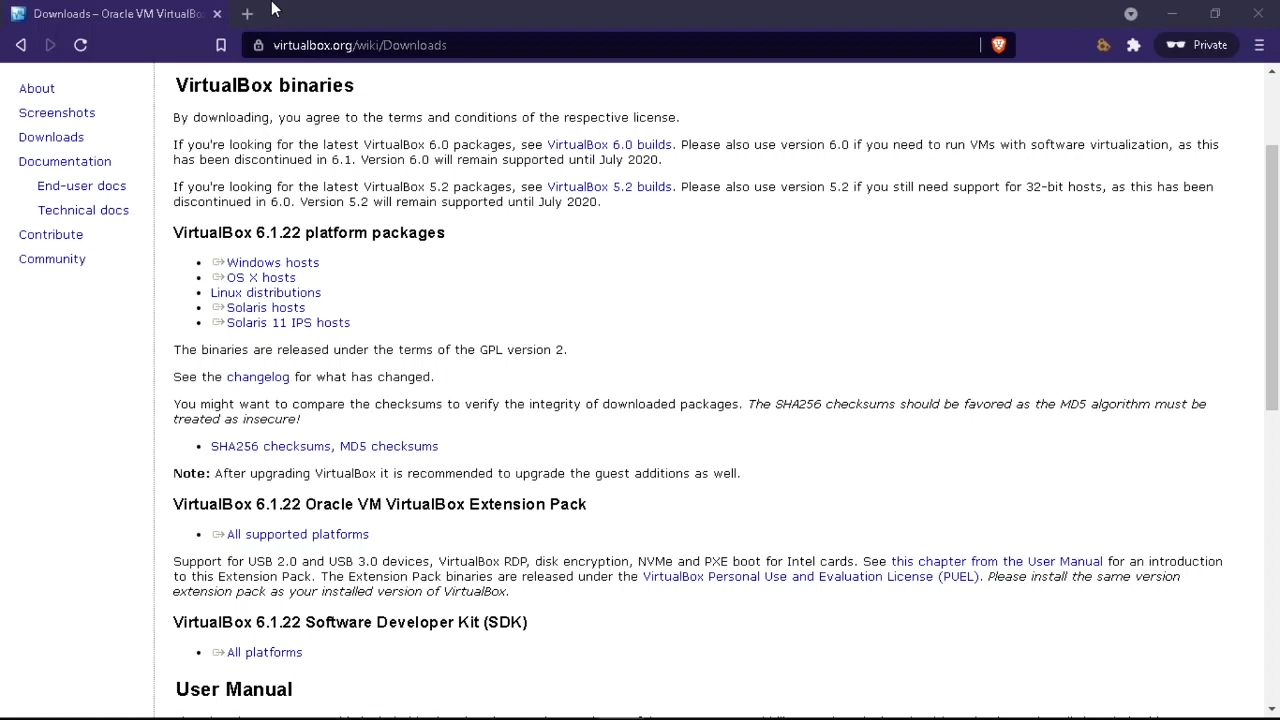 Downloads – Oracle VM VirtualBo
virtualbox.org/wiki/Downloads
Private
About
Screenshots
Downloads
Documentation
End-user docs
Technical docs
Contribute
Community
VirtualBox binaries
By downloading, you agree to the terms and conditions of the respective license.
If you're looking for the latest VirtualBox 6.0 packages, see VirtualBox 6.0 builds. Please also use version 6.0 if you need to run VMs with software virtualization, as this
has been discontinued in 6.1. Version 6.0 will remain supported until July 2020.
If you're looking for the latest VirtualBox 5.2 packages, see VirtualBox 5.2 builds. Please also use version 5.2 if you still need support for 32-bit hosts, as this has been
discontinued in 6.0. Version 5.2 will remain supported until July 2020.
VirtualBox 6.1.22 platform packages
Windows hosts
OS X hosts
Linux distributions
Solaris hosts
Solaris 11 IPS hosts
The binaries are released under the terms of the GPL version 2.
See the changelog for what has changed.
You might want to compare the checksums to verify the integrity of downloaded packages. The SHA256 checksums should be favored as the MD5 algorithm must be
treated as insecure!
SHA256 checksums, MD5 checksums
Note: After upgrading VirtualBox it is recommended to upgrade the guest additions as well.
VirtualBox 6.1.22 Oracle VM VirtualBox Extension Pack
All supported platforms
Support for USB 2.0 and USB 3.0 devices, VirtualBox RDP, disk encryption, NVMe and PXE boot for Intel cards. See this chapter from the User Manual for an introduction
to this Extension Pack. The Extension Pack binaries are released under the VirtualBox Personal Use and Evaluation License (PUEL). Please install the same version
extension pack as your installed version of VirtualBox.
VirtualBox 6.1.22 Software Developer Kit (SDK)
All platforms
User Manual